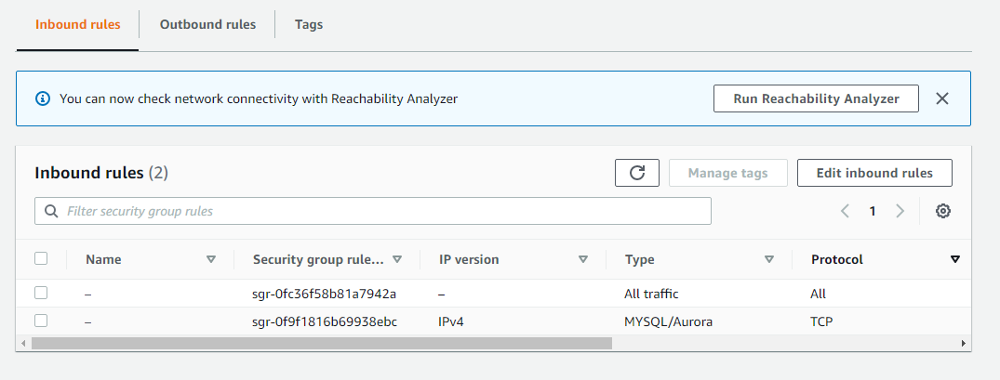 Inbound rules Outbound rules Tags
You can now check network connectivity with Reachability Analyzer Run Reachability Analyzer
Inbound rules (2) Manage tags Edit inbound rules
Filter security group rules 1
Name Security group rule... IP version Type Protocol
– sgr-0fc36f58b81a7942a – All traffic All
– sgr-0f9f1816b69938ebc IPv4 MYSQL/Aurora TCP